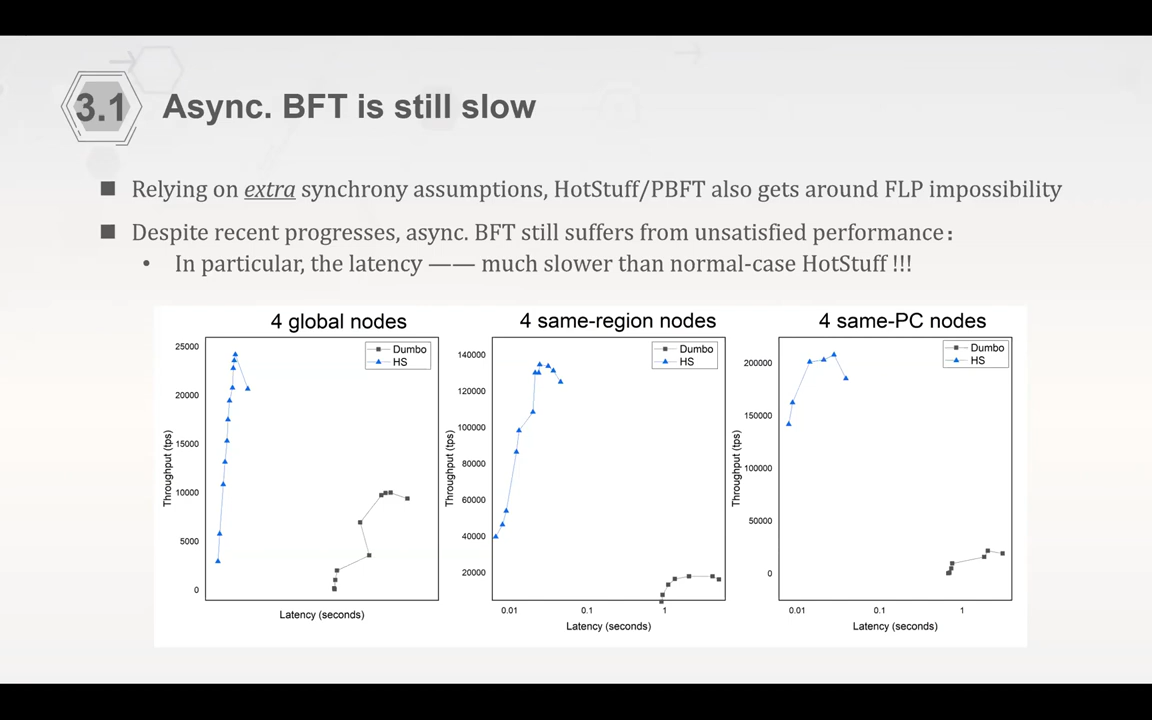 3.1 Async. BFT is still slow
■ Relying on extra synchrony assumptions, HotStuff/PBFT also gets around FLP impossibility
■ Despite recent progresses, async. BFT still suffers from unsatisfied performance:
• In particular, the latency —— much slower than normal-case HotStuff !!!
4 global nodes
25000
20000
15000
10000
5000
0
Throughput (tps)
Dumbo
HS
Latency (seconds)
4 same-region nodes
140000
120000
100000
80000
60000
40000
20000
Throughput (tps)
Dumbo
HS
0.01 0.1 1
Latency (seconds)
4 same-PC nodes
200000
150000
100000
50000
0
Throughput (tps)
Dumbo
HS
0.01 0.1 1
Latency (seconds)